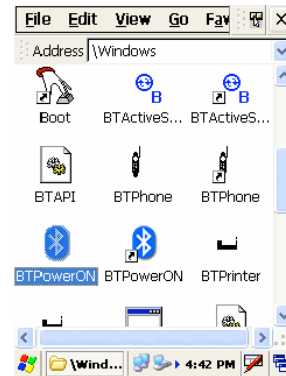 File Edit View Go Fav
Address \Windows
Boot BTActiveS... BTActiveS...
B B
BTAPI BTPhone BTPhone
BTPowerON BTPowerON BTPrinter
\Wind... 4:42 PM